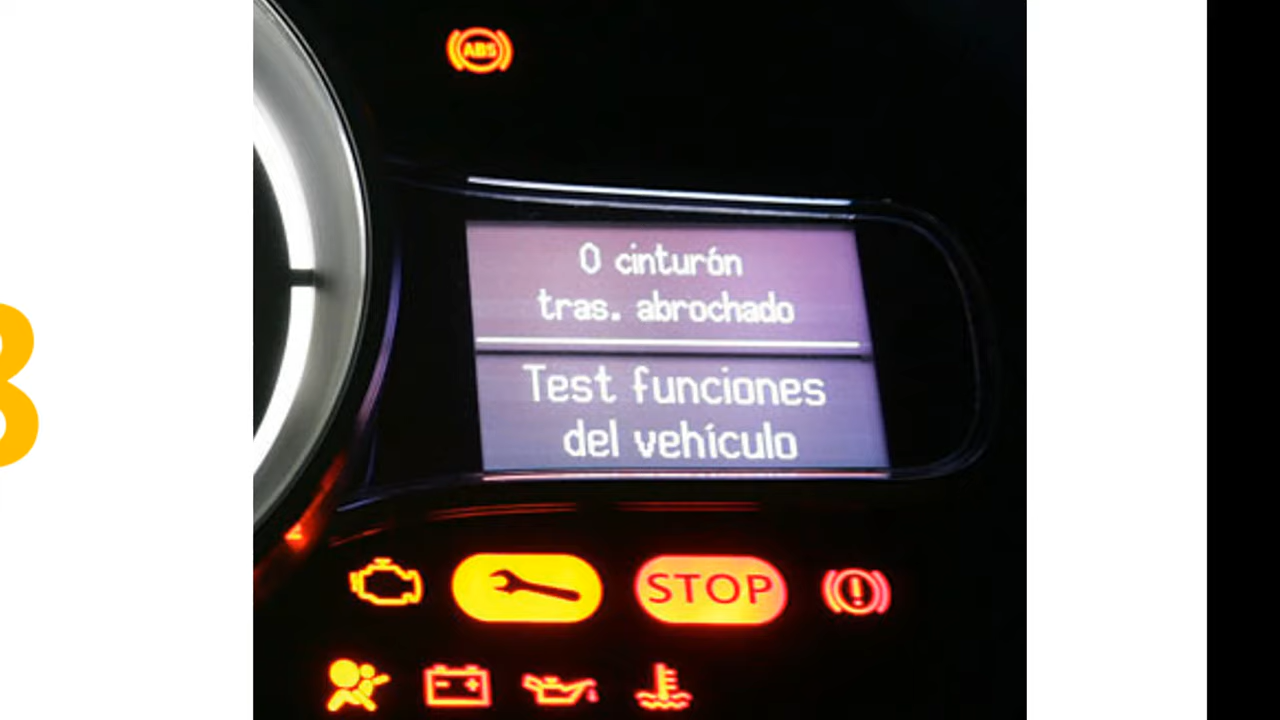 ABS
0 cinturón
tras. abrochado
Test funciones
del vehículo
STOP